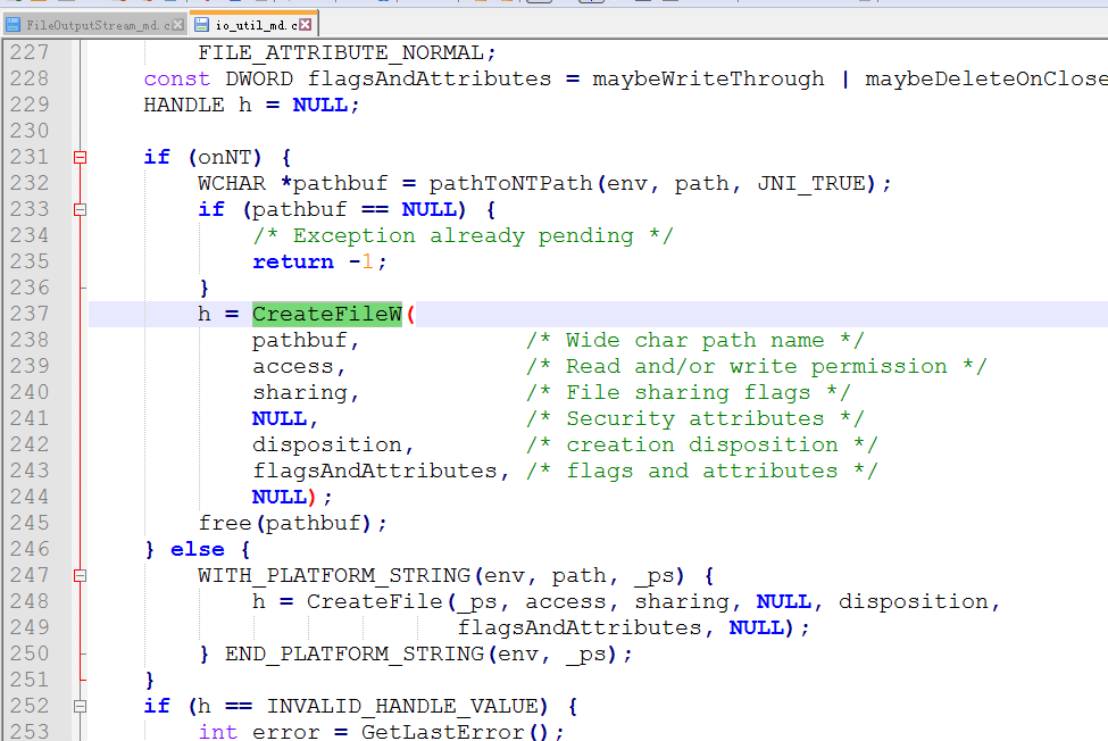 FileOutputStream_md.c io_util_md.c
227 FILE_ATTRIBUTE_NORMAL;
228 const DWORD flagsAndAttributes = maybeWriteThrough | maybeDeleteOnClose
229 HANDLE h = NULL;
230
231 if (onNT) {
232 WCHAR *pathbuf = pathToNTPath(env, path, JNI_TRUE);
233 if (pathbuf == NULL) {
234 /* Exception already pending */
235 return -1;
236 }
237 h = CreateFileW(
238 pathbuf, /* Wide char path name */
239 access, /* Read and/or write permission */
240 sharing, /* File sharing flags */
241 NULL, /* Security attributes */
242 disposition, /* creation disposition */
243 flagsAndAttributes, /* flags and attributes */
244 NULL);
245 free(pathbuf);
246 } else {
247 WITH_PLATFORM_STRING(env, path, _ps) {
248 h = CreateFile(_ps, access, sharing, NULL, disposition,
249 flagsAndAttributes, NULL);
250 } END_PLATFORM_STRING(env, _ps);
251 }
252 if (h == INVALID_HANDLE_VALUE) {
253 int error = GetLastError();